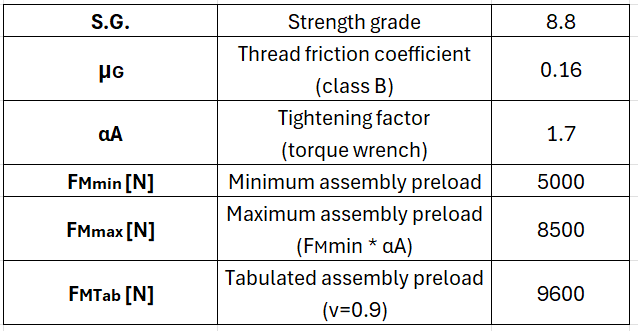 S.G. Strength grade 8.8
μG Thread friction coefficient (class B) 0.16
αA Tightening factor (torque wrench) 1.7
FMmin [N] Minimum assembly preload 5000
FMmax [N] Maximum assembly preload (FMmin * αA) 8500
FMTab [N] Tabulated assembly preload (v=0.9) 9600